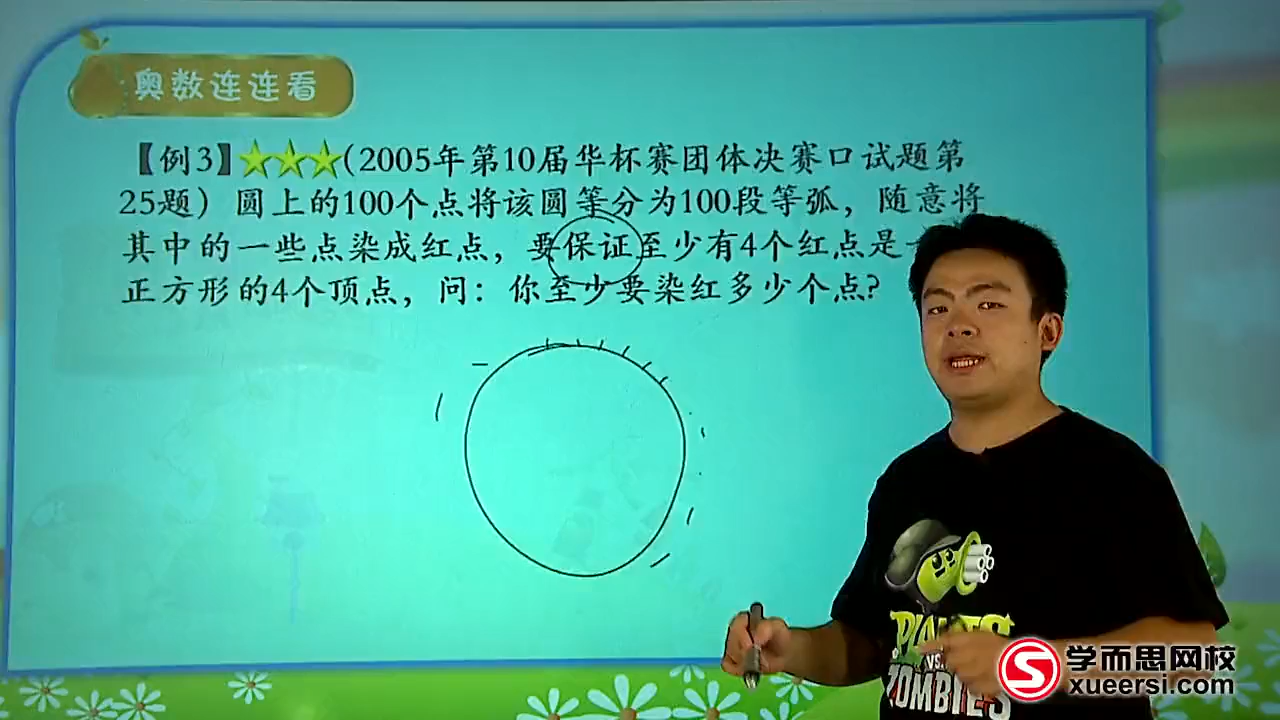 奥数连连看
【例3】★★★(2005年第10届华杯赛团体决赛口试题第
25题) 圆上的100个点将该圆等分为100段等弧，随意将
其中的一些点染成红点，要保证至少有4个红点是
正方形的4个顶点，问：你至少要染红多少个点?
PLANTS
VS.
ZOMBIES
学而思网校
xueersi.com